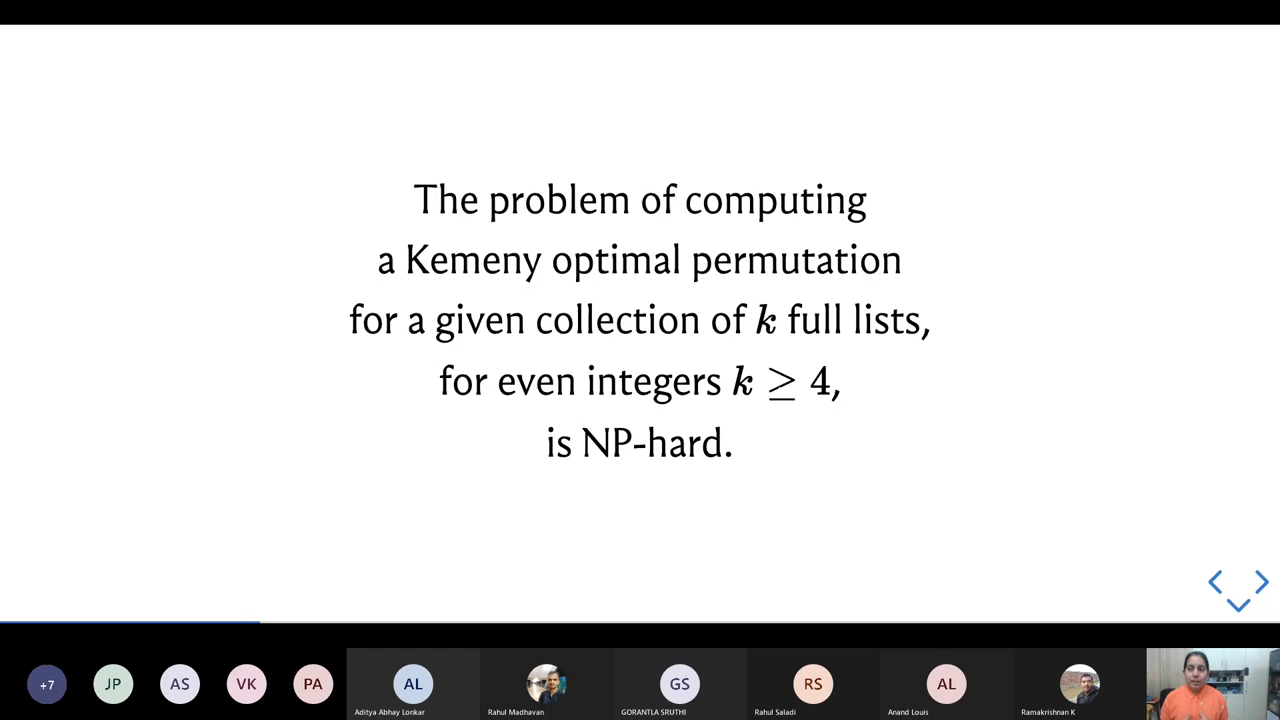 The problem of computing
a Kemeny optimal permutation
for a given collection of k full lists,
for even integers k ≥ 4,
is NP-hard.
+7
JP
AS
VK
PA
AL
GS
RS
AL
Aditya Abhay Lonkar
Rahul Madhavan
GORANTLA SRUTHI
Rahul Saladi
Anand Louis
Ramakrishnan K